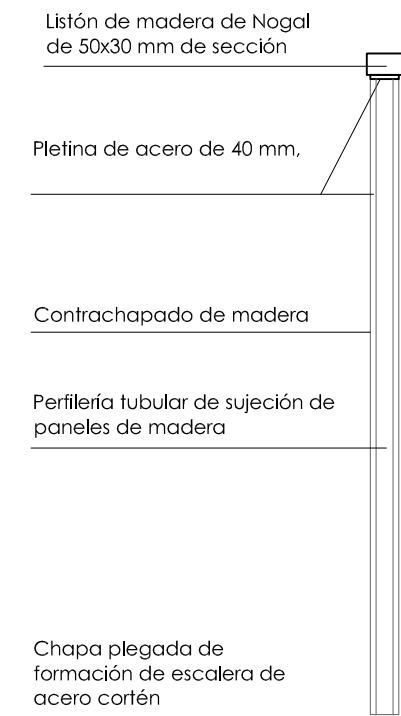 Listón de madera de Nogal
de 50x30 mm de sección
Pletina de acero de 40 mm,
Contrachapado de madera
Perfilería tubular de sujeción de
paneles de madera
Chapa plegada de
formación de escalera de
acero cortén